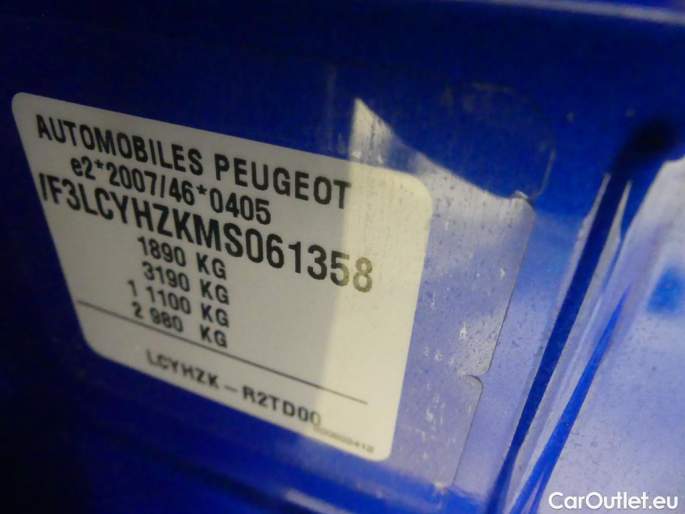 AUTOMOBILES PEUGEOT
e2*2007/46*0405
/F3LCYHZKMS061358
1890 KG
3190 KG
1 1100 KG
2 980 KG
LCYHZK - R2TD00
CarOutlet.eu